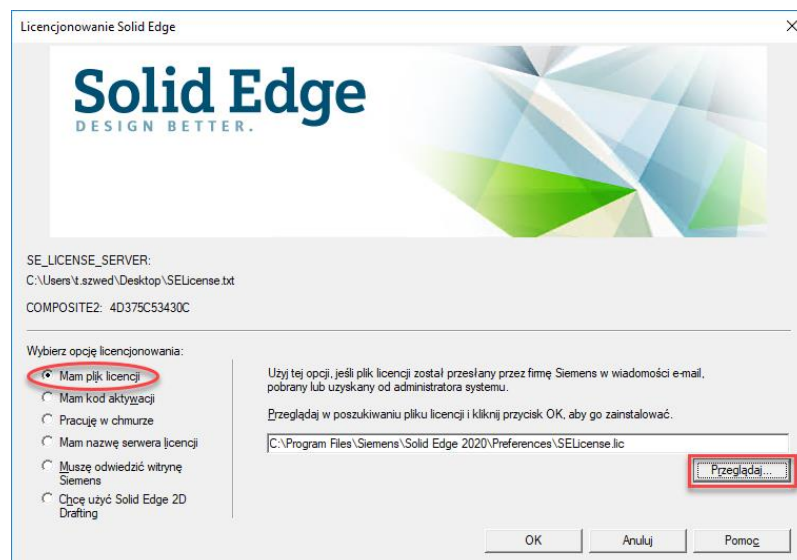 Licencjonowanie Solid Edge
Solid Edge
DESIGN BETTER.
SE_LICENSE_SERVER:
C:\Users\t.szwed\Desktop\SELicense.txt
COMPOSITE2: 4D375C53430C
Wybierz opcję licencjonowania:
Mam plik licencji
Mam kod aktywacji
Pracuję w chmurze
Mam nazwę serwera licencji
Muszę odwiedzić witrynę
Siemens
Chcę użyć Solid Edge 2D
Drafting
Użyj tej opcji, jeśli plik licencji został przesłany przez firmę Siemens w wiadomości e-mail,
pobrany lub uzyskany od administratora systemu.
Przeglądaj w poszukiwaniu pliku licencji i kliknij przycisk OK, aby go zainstalować.
C:\Program Files\Siemens\Solid Edge 2020\Preferences\SELicense.lic
Przeglądaj...
OK
Anuluj
Pomoc